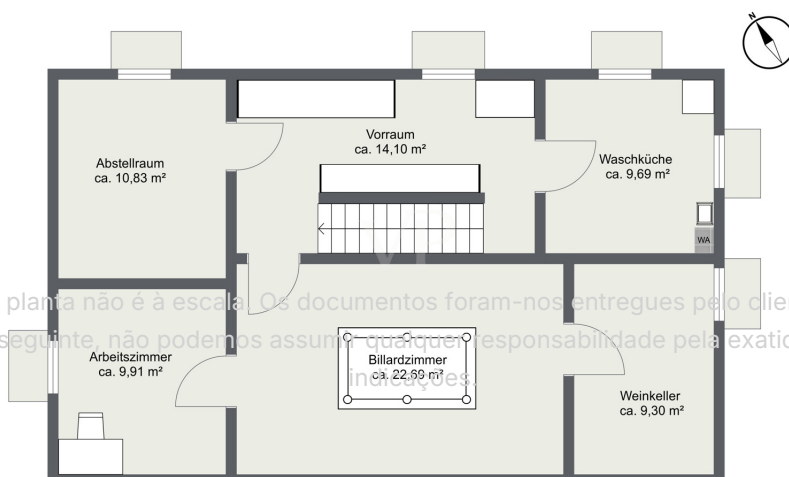 N
Vorraum
ca. 14,10 m²
Abstellraum
ca. 10,83 m²
Waschküche
ca. 9,69 m²
WA
planta não é à escala. Os documentos foram-nos entregues pelo clie
seguinte, não podemos assumir qualquer responsabilidade pela exatid
indicações.
Arbeitszimmer
ca. 9,91 m²
Billardzimmer
ca. 22,69 m²
Weinkeller
ca. 9,30 m²